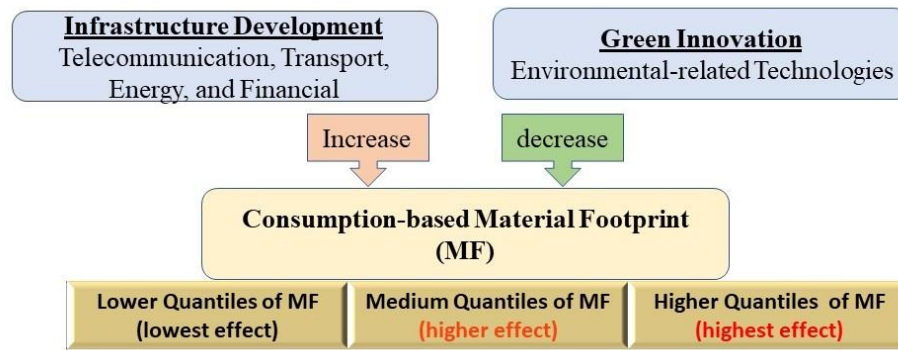 Infrastructure Development
Telecommunication, Transport,
Energy, and Financial
Green Innovation
Environmental-related Technologies
Increase
decrease
Consumption-based Material Footprint
(MF)
Lower Quantiles of MF
(lowest effect)
Medium Quantiles of MF
(higher effect)
Higher Quantiles of MF
(highest effect)